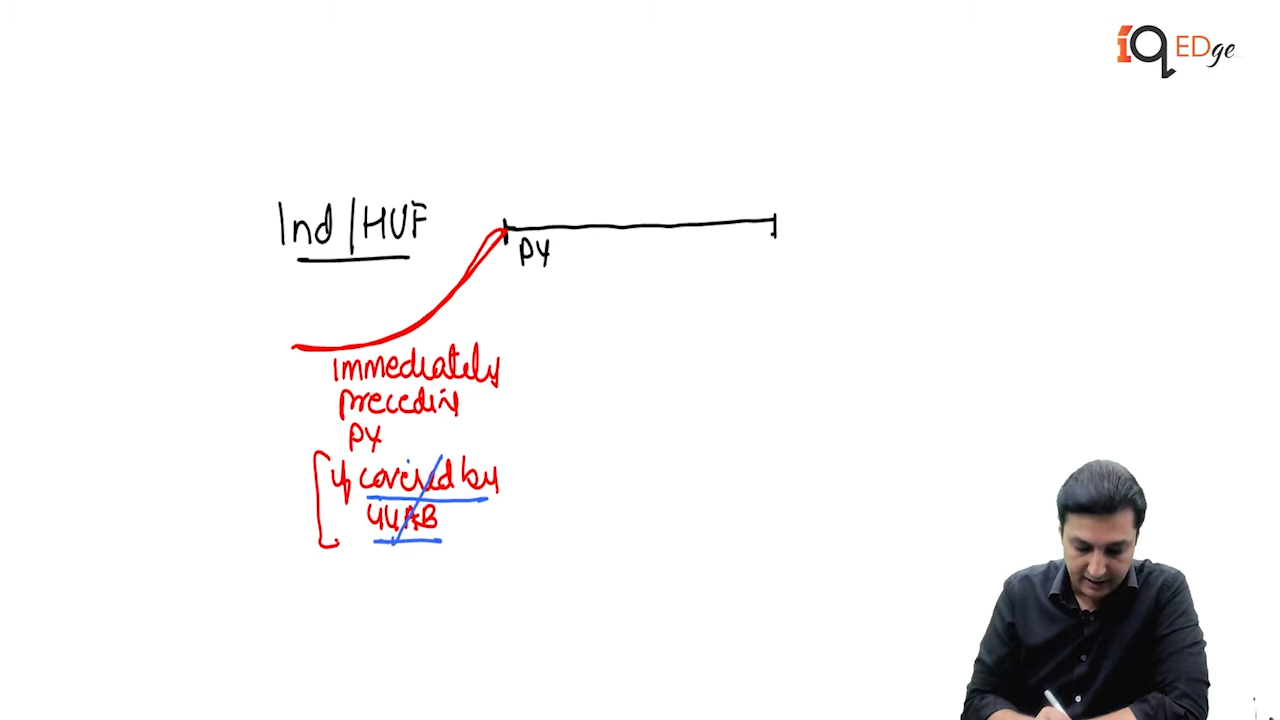 iQ EDge
Ind/HUF
PY
immediately
preceding
PY
if covered by
44AB